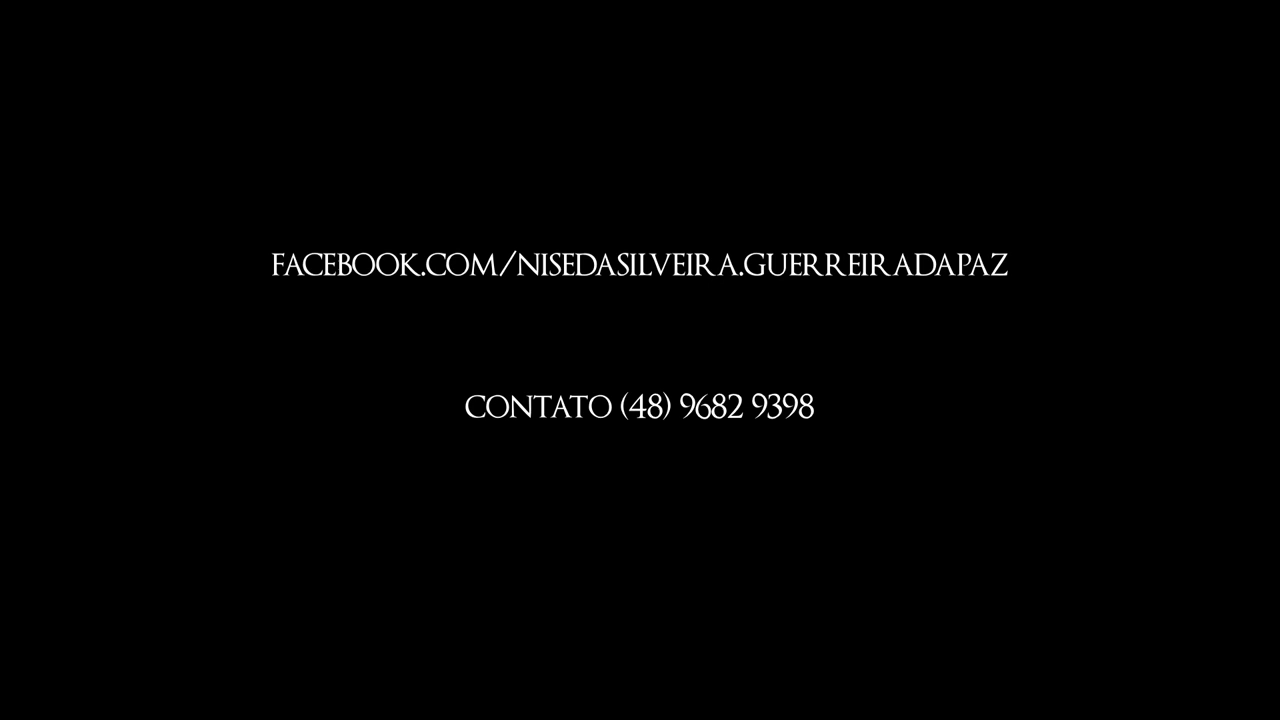 FACEBOOK.COM/NISEDASILVEIRA.GUERREIRADAPAZ
CONTATO (48) 9682 9398